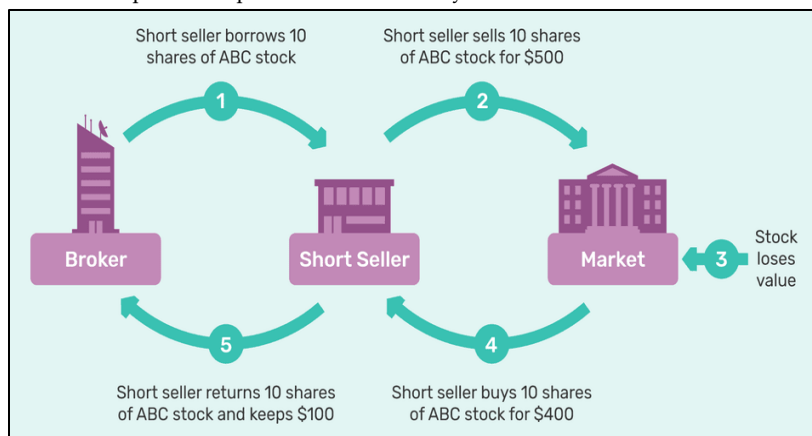 Short seller borrows 10
shares of ABC stock
Short seller sells 10 shares
of ABC stock for $500
1
2
Broker
Short Seller
Market
3
Stock
loses
value
5
4
Short seller returns 10 shares
of ABC stock and keeps $100
Short seller buys 10 shares
of ABC stock for $400